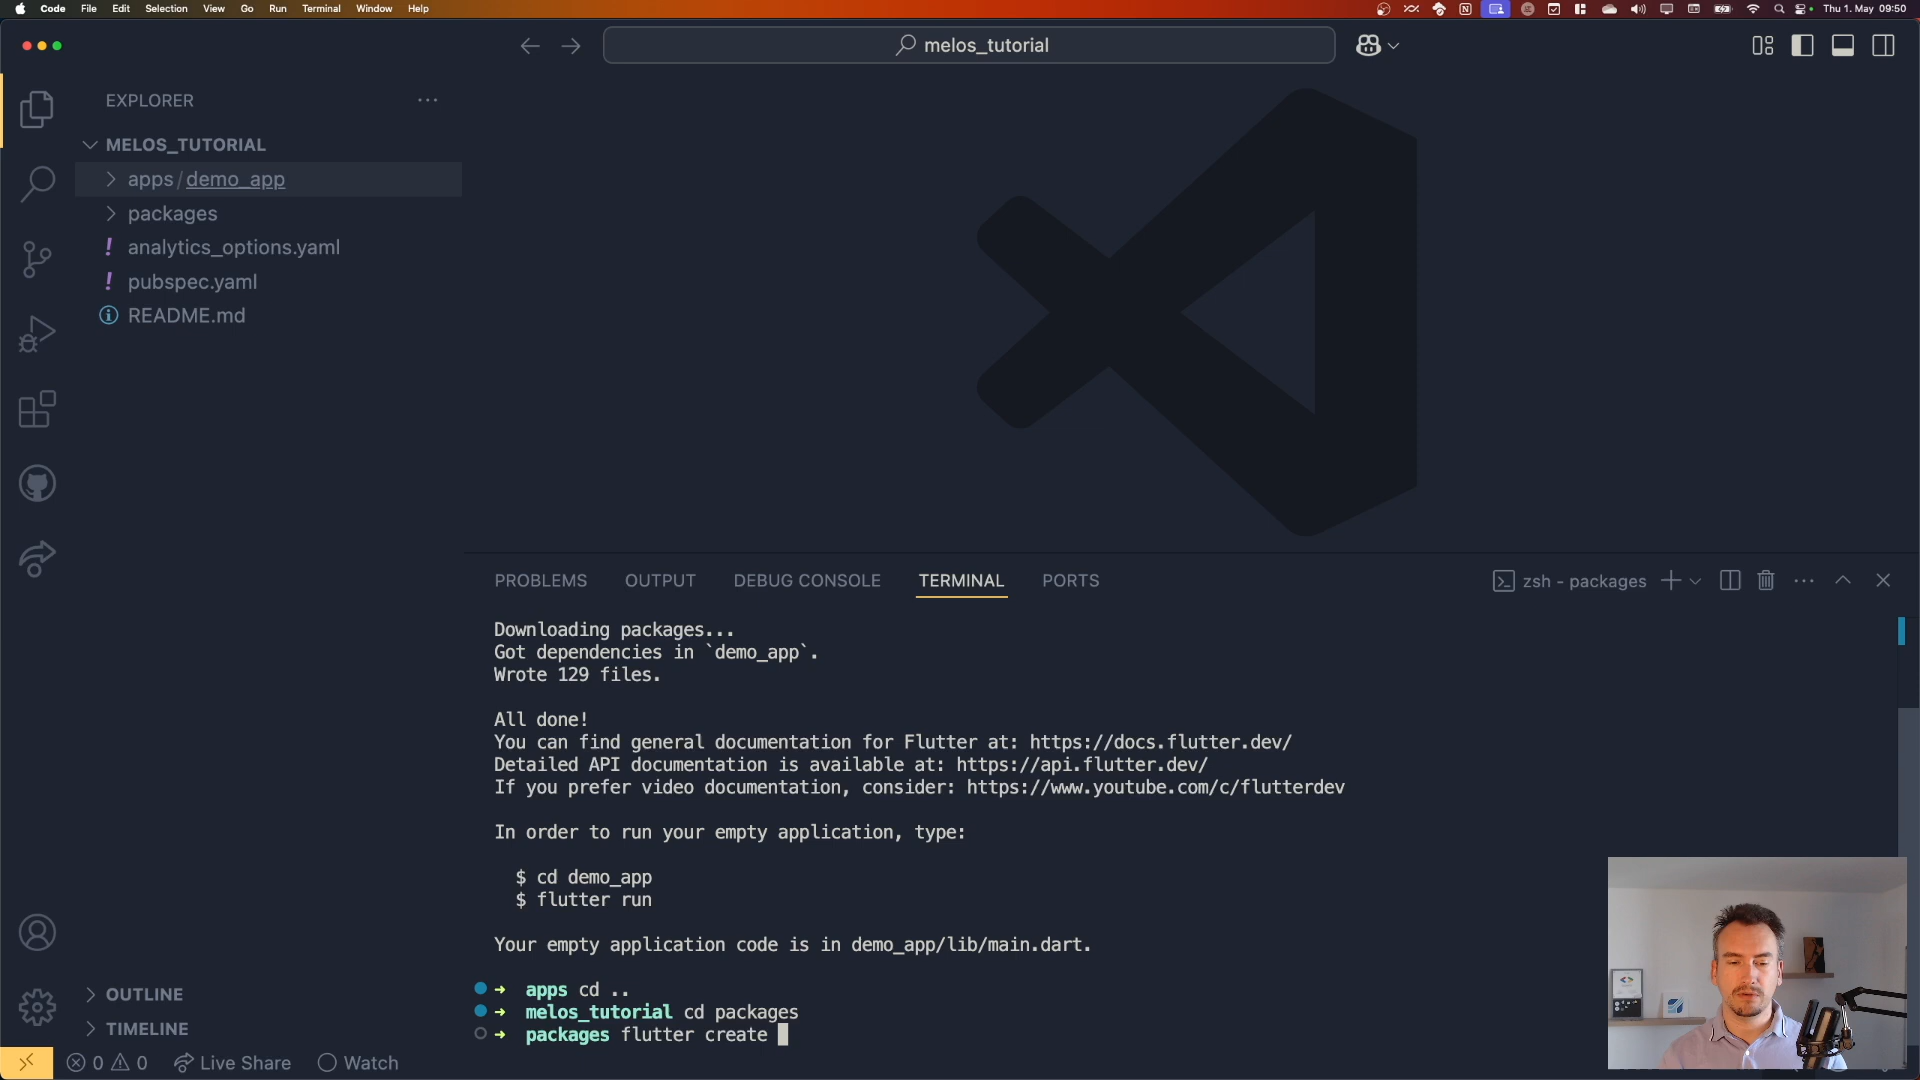 Code File Edit Selection View Go Run Terminal Window Help
Thu 1. May 09:50
melos_tutorial
EXPLORER
MELOS_TUTORIAL
apps/demo_app
packages
! analytics_options.yaml
! pubspec.yaml
README.md
PROBLEMS OUTPUT DEBUG CONSOLE TERMINAL PORTS
zsh - packages
Downloading packages...
Got dependencies in `demo_app`.
Wrote 129 files.
All done!
You can find general documentation for Flutter at: https://docs.flutter.dev/
Detailed API documentation is available at: https://api.flutter.dev/
If you prefer video documentation, consider: https://www.youtube.com/c/flutterdev
In order to run your empty application, type:
$ cd demo_app
$ flutter run
Your empty application code is in demo_app/lib/main.dart.
➜ apps cd ..
➜ melos_tutorial cd packages
➜ packages flutter create
OUTLINE
TIMELINE
0 0 Live Share Watch